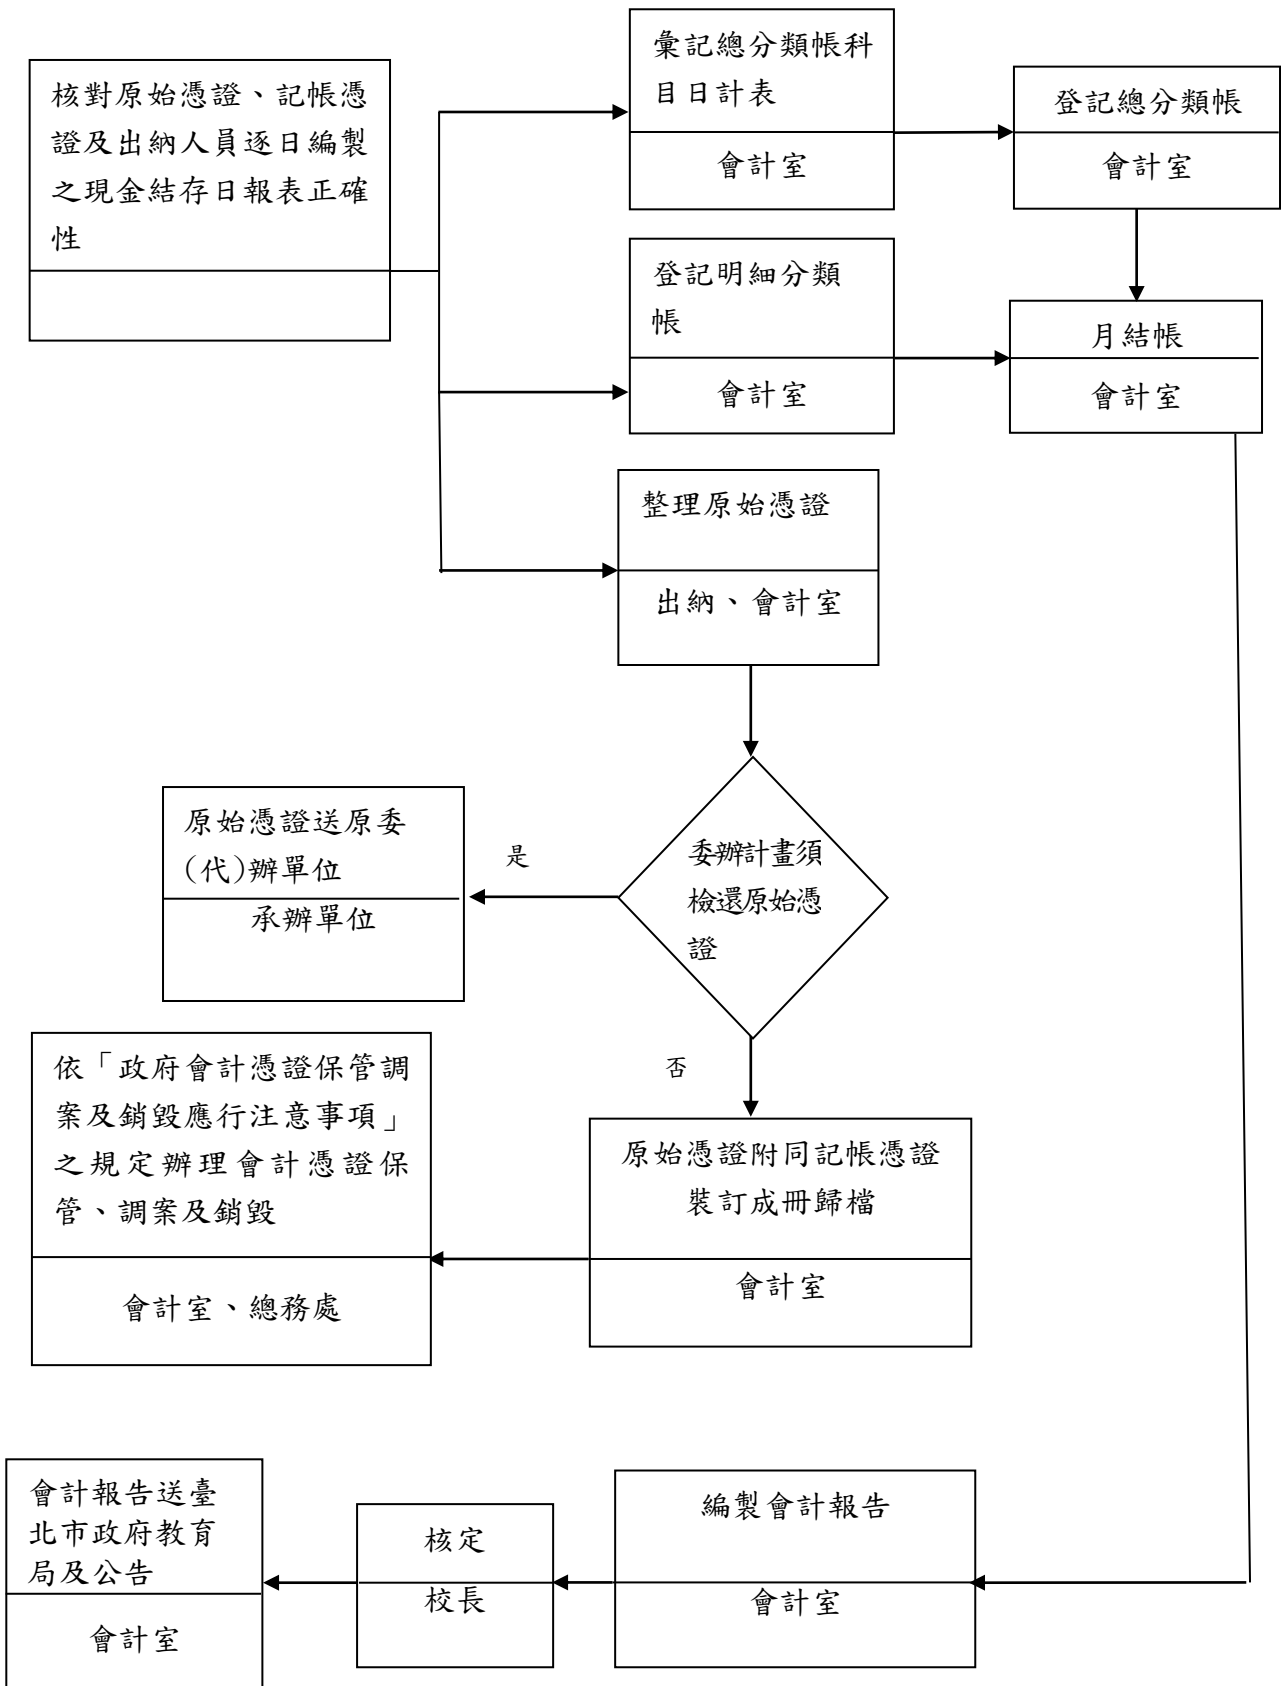 核對原始憑證、記帳憑
證及出納人員逐日編製
之現金結存日報表正確
性
彙記總分類帳科
目日計表
會計室
登記總分類帳
會計室
登記明細分類
帳
會計室
月結帳
會計室
整理原始憑證
出納、會計室
委辦計畫須
檢還原始憑
證
是
原始憑證送原委
(代)辦單位
承辦單位
否
原始憑證附同記帳憑證
裝訂成冊歸檔
會計室
依「政府會計憑證保管調
案及銷毀應行注意事項」
之規定辦理會計憑證保
管、調案及銷毀
會計室、總務處
編製會計報告
會計室
核定
校長
會計報告送臺
北市政府教育
局及公告
會計室